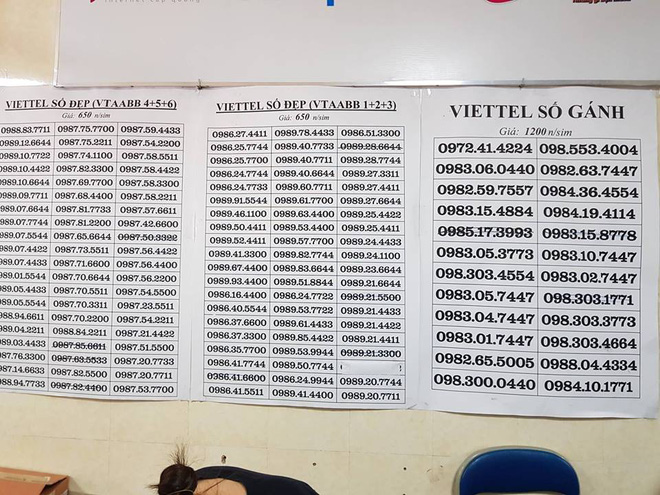 VIETTEL SỐ ĐẸP (VTAABB 4+5+6)
Giá: 650 n/sim
0988.83.7711 0987.75.7700 0987.59.4433
0989.12.6644 0987.75.2211 0987.54.2200
0989.10.7722 0987.74.1100 0987.58.5511
0989.10.4422 0987.82.3300 0987.58.4422
0989.10.6644 0987.69.7700 0987.58.3300
0989.09.7711 0987.68.4400 0987.58.2211
0989.07.6644 0987.81.7733 0987.57.6611
0989.07.7744 0987.81.2200 0987.42.6600
0989.07.5544 0987.65.6644 0987.50.3322
0989.07.4422 0987.73.5511 0987.56.4422
0989.07.4433 0987.71.6600 0987.56.4400
0989.01.5544 0987.70.6644 0987.56.2200
0989.05.4433 0987.70.5511 0987.54.5500
0989.05.5544 0987.70.3311 0987.23.5511
0988.94.6611 0987.70.2200 0987.54.2211
0989.04.2211 0988.84.2211 0987.21.4422
0989.03.4433 0987.85.6611 0987.51.5500
0987.76.3300 0987.63.5533 0987.20.7733
0987.14.6633 0987.82.5500 0987.20.7711
0988.94.7733 0987.82.4400 0987.53.7700
VIETTEL SỐ ĐẸP (VTAABB 1+2+3)
Giá: 650 n/sim
0986.27.4411 0989.78.4433 0986.51.3300
0986.25.7744 0989.40.7733 0989.28.6644
0986.25.7700 0989.40.7711 0989.28.7744
0986.24.7744 0989.40.6644 0989.27.3311
0986.24.7733 0989.60.7711 0989.27.4411
0989.91.5544 0989.61.7700 0989.27.6644
0989.46.1100 0989.63.4400 0989.25.4422
0989.50.4411 0989.53.4400 0989.25.4411
0989.52.4411 0989.57.7700 0989.24.4433
0989.41.3300 0989.82.7744 0989.24.1100
0989.67.4400 0989.83.6644 0989.23.6644
0989.93.4400 0989.51.8844 0989.21.6644
0986.16.4400 0986.24.7722 0989.21.5500
0986.40.5544 0989.53.7722 0989.21.4433
0986.37.6600 0989.61.4433 0989.21.4422
0986.37.3300 0989.85.4422 0989.21.4411
0986.35.7700 0989.53.9944 0989.21.3300
0986.41.7744 0989.50.7744
0386.41.6600 0986.24.9944 0989.20.7744
0986.41.5511 0989.41.4400 0989.20.7711
VIETTEL SỐ GÁNH
Giá: 1200 n/sim
0972.41.4224 098.553.4004
0983.06.0440 0982.63.7447
0982.59.7557 0984.36.4554
0983.15.4884 0984.19.4114
0985.17.3993 0983.15.8778
0983.05.3773 0983.10.7447
098.303.4554 0983.02.7447
0983.05.7447 098.303.1771
0983.04.7447 098.303.3773
0983.01.7447 098.303.4664
0982.65.5005 0988.04.4334
098.300.0440 0984.10.1771